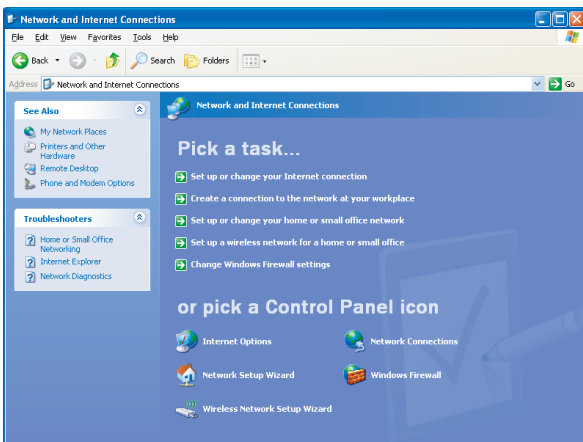 Network and Internet Connections
File Edit View Favorites Tools Help
Back Search Folders
Address Network and Internet Connections Go
See Also
My Network Places
Printers and Other
Hardware
Remote Desktop
Phone and Modem Options
Troubleshooters
Home or Small Office
Networking
Internet Explorer
Network Diagnostics
Network and Internet Connections
Pick a task...
Set up or change your Internet connection
Create a connection to the network at your workplace
Set up or change your home or small office network
Set up a wireless network for a home or small office
Change Windows Firewall settings
or pick a Control Panel icon
Internet Options Network Connections
Network Setup Wizard Windows Firewall
Wireless Network Setup Wizard